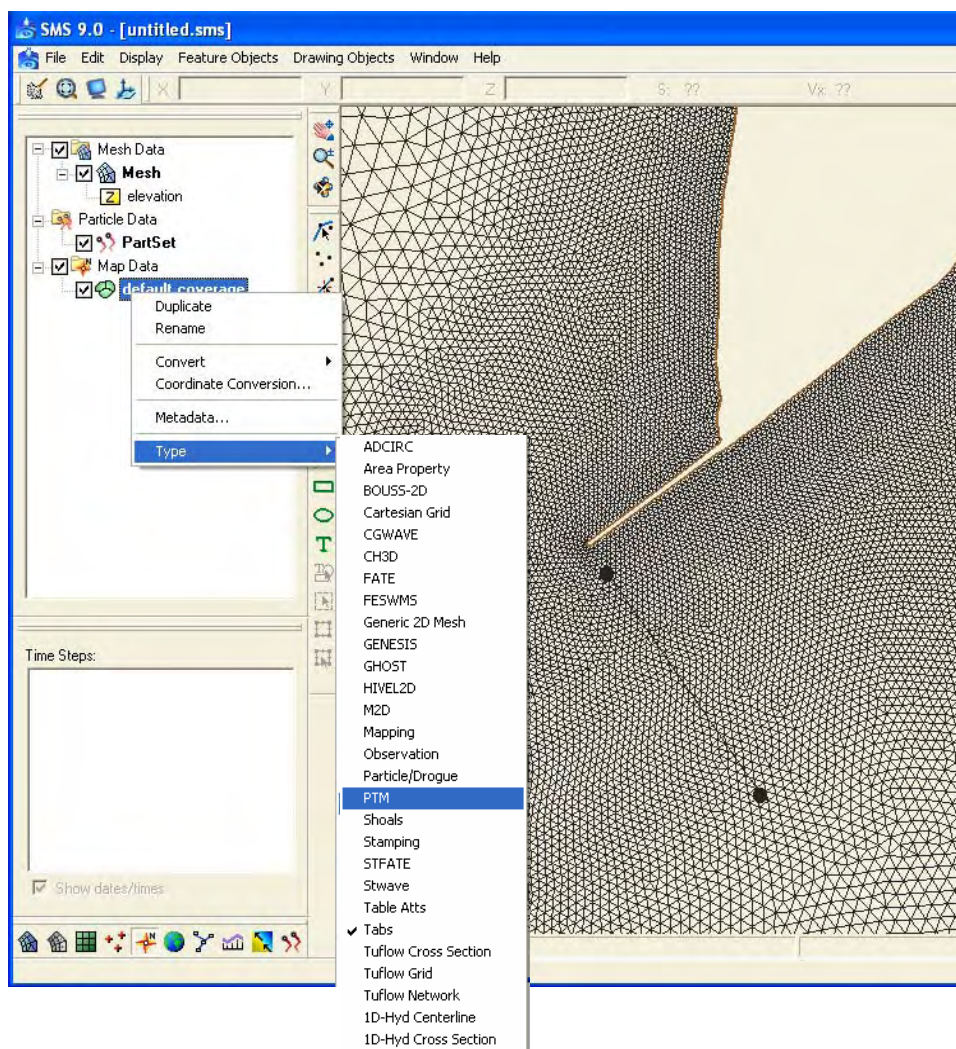 SMS 9.0 - [untitled.sms]
File Edit Display Feature Objects Drawing Objects Window Help
X Y Z S: ?? Vx: ??
Mesh Data
Mesh
Z elevation
Particle Data
PartSet
Map Data
default coverage
Duplicate
Rename
Convert
Coordinate Conversion...
Metadata...
Type
ADCIRC
Area Property
BOUSS-2D
Cartesian Grid
CGWAVE
CH3D
FATE
FESWMS
Generic 2D Mesh
GENESIS
GHOST
HIVEL2D
M2D
Mapping
Observation
Particle/Drogue
PTM
Shoals
Stamping
STFATE
Stwave
Table Atts
Tabs
Tuflow Cross Section
Tuflow Grid
Tuflow Network
1D-Hyd Centerline
1D-Hyd Cross Section
T
Time Steps:
Show dates/times